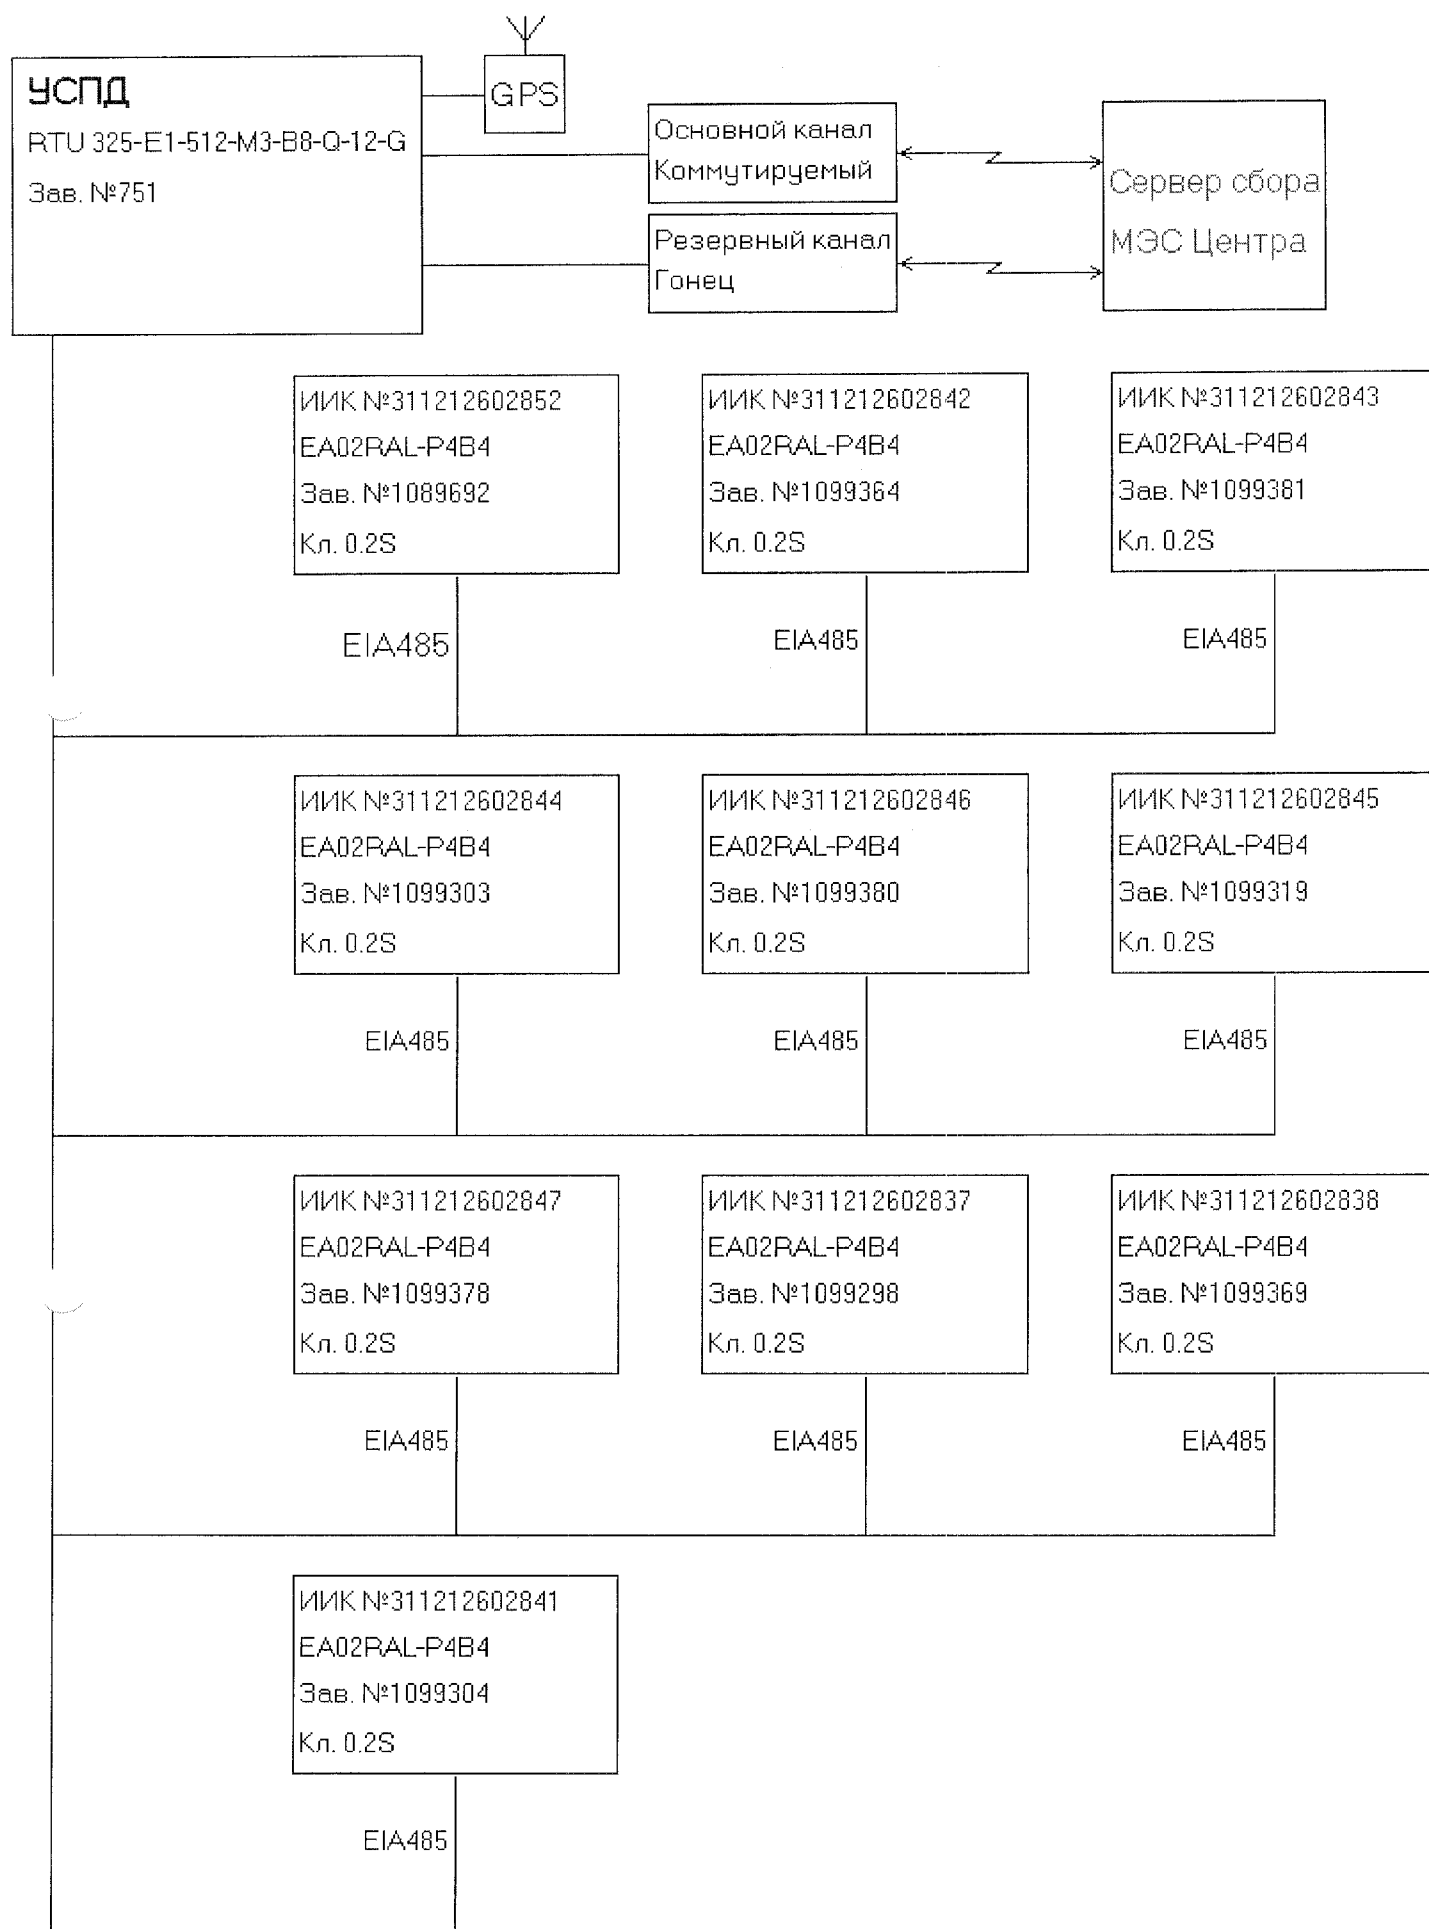 УСПД
RTU 325-E1-512-M3-B8-Q-12-G
Зав. №751
GPS
Основной канал
Коммутируемый
Резервный канал
Гонец
Сервер сбора
МЭС Центра
ИИК №311212602852
EA02RAL-P4B4
Зав. №1089692
Кл. 0.2S
EIA485
ИИК №311212602842
EA02RAL-P4B4
Зав. №1099364
Кл. 0.2S
EIA485
ИИК №311212602843
EA02RAL-P4B4
Зав. №1099381
Кл. 0.2S
EIA485
ИИК №311212602844
EA02RAL-P4B4
Зав. №1099303
Кл. 0.2S
EIA485
ИИК №311212602846
EA02RAL-P4B4
Зав. №1099380
Кл. 0.2S
EIA485
ИИК №311212602845
EA02RAL-P4B4
Зав. №1099319
Кл. 0.2S
EIA485
ИИК №311212602847
EA02RAL-P4B4
Зав. №1099378
Кл. 0.2S
EIA485
ИИК №311212602837
EA02RAL-P4B4
Зав. №1099298
Кл. 0.2S
EIA485
ИИК №311212602838
EA02RAL-P4B4
Зав. №1099369
Кл. 0.2S
EIA485
ИИК №311212602841
EA02RAL-P4B4
Зав. №1099304
Кл. 0.2S
EIA485